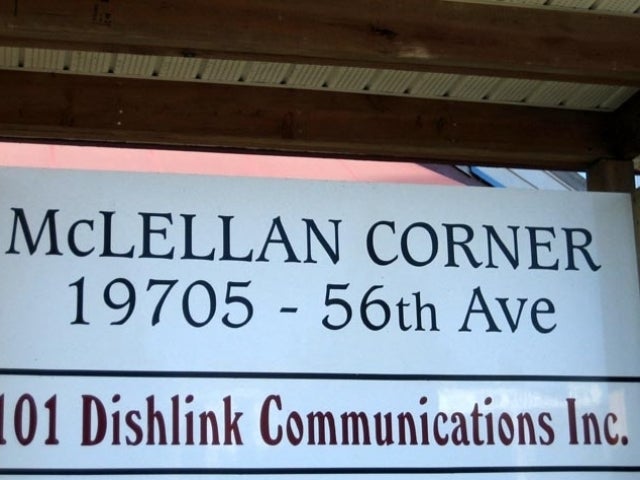 McLELLAN CORNER
19705 - 56th Ave
101 Dishlink Communications Inc.